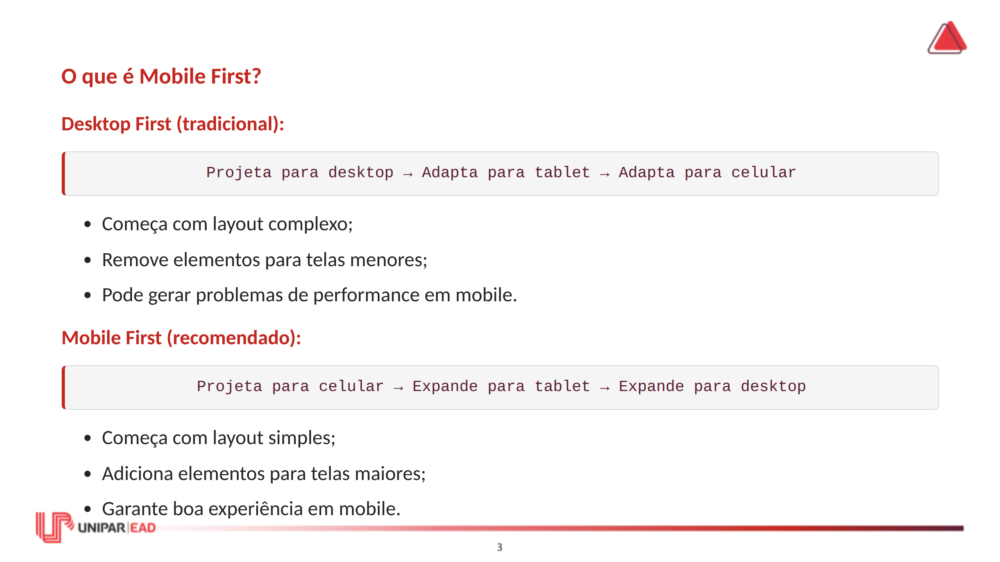 O que é Mobile First?
Desktop First (tradicional):
Projeta para desktop → Adapta para tablet → Adapta para celular
• Começa com layout complexo;
• Remove elementos para telas menores;
• Pode gerar problemas de performance em mobile.
Mobile First (recomendado):
Projeta para celular → Expande para tablet → Expande para desktop
• Começa com layout simples;
• Adiciona elementos para telas maiores;
• Garante boa experiência em mobile.
UNIPAR|EAD
3